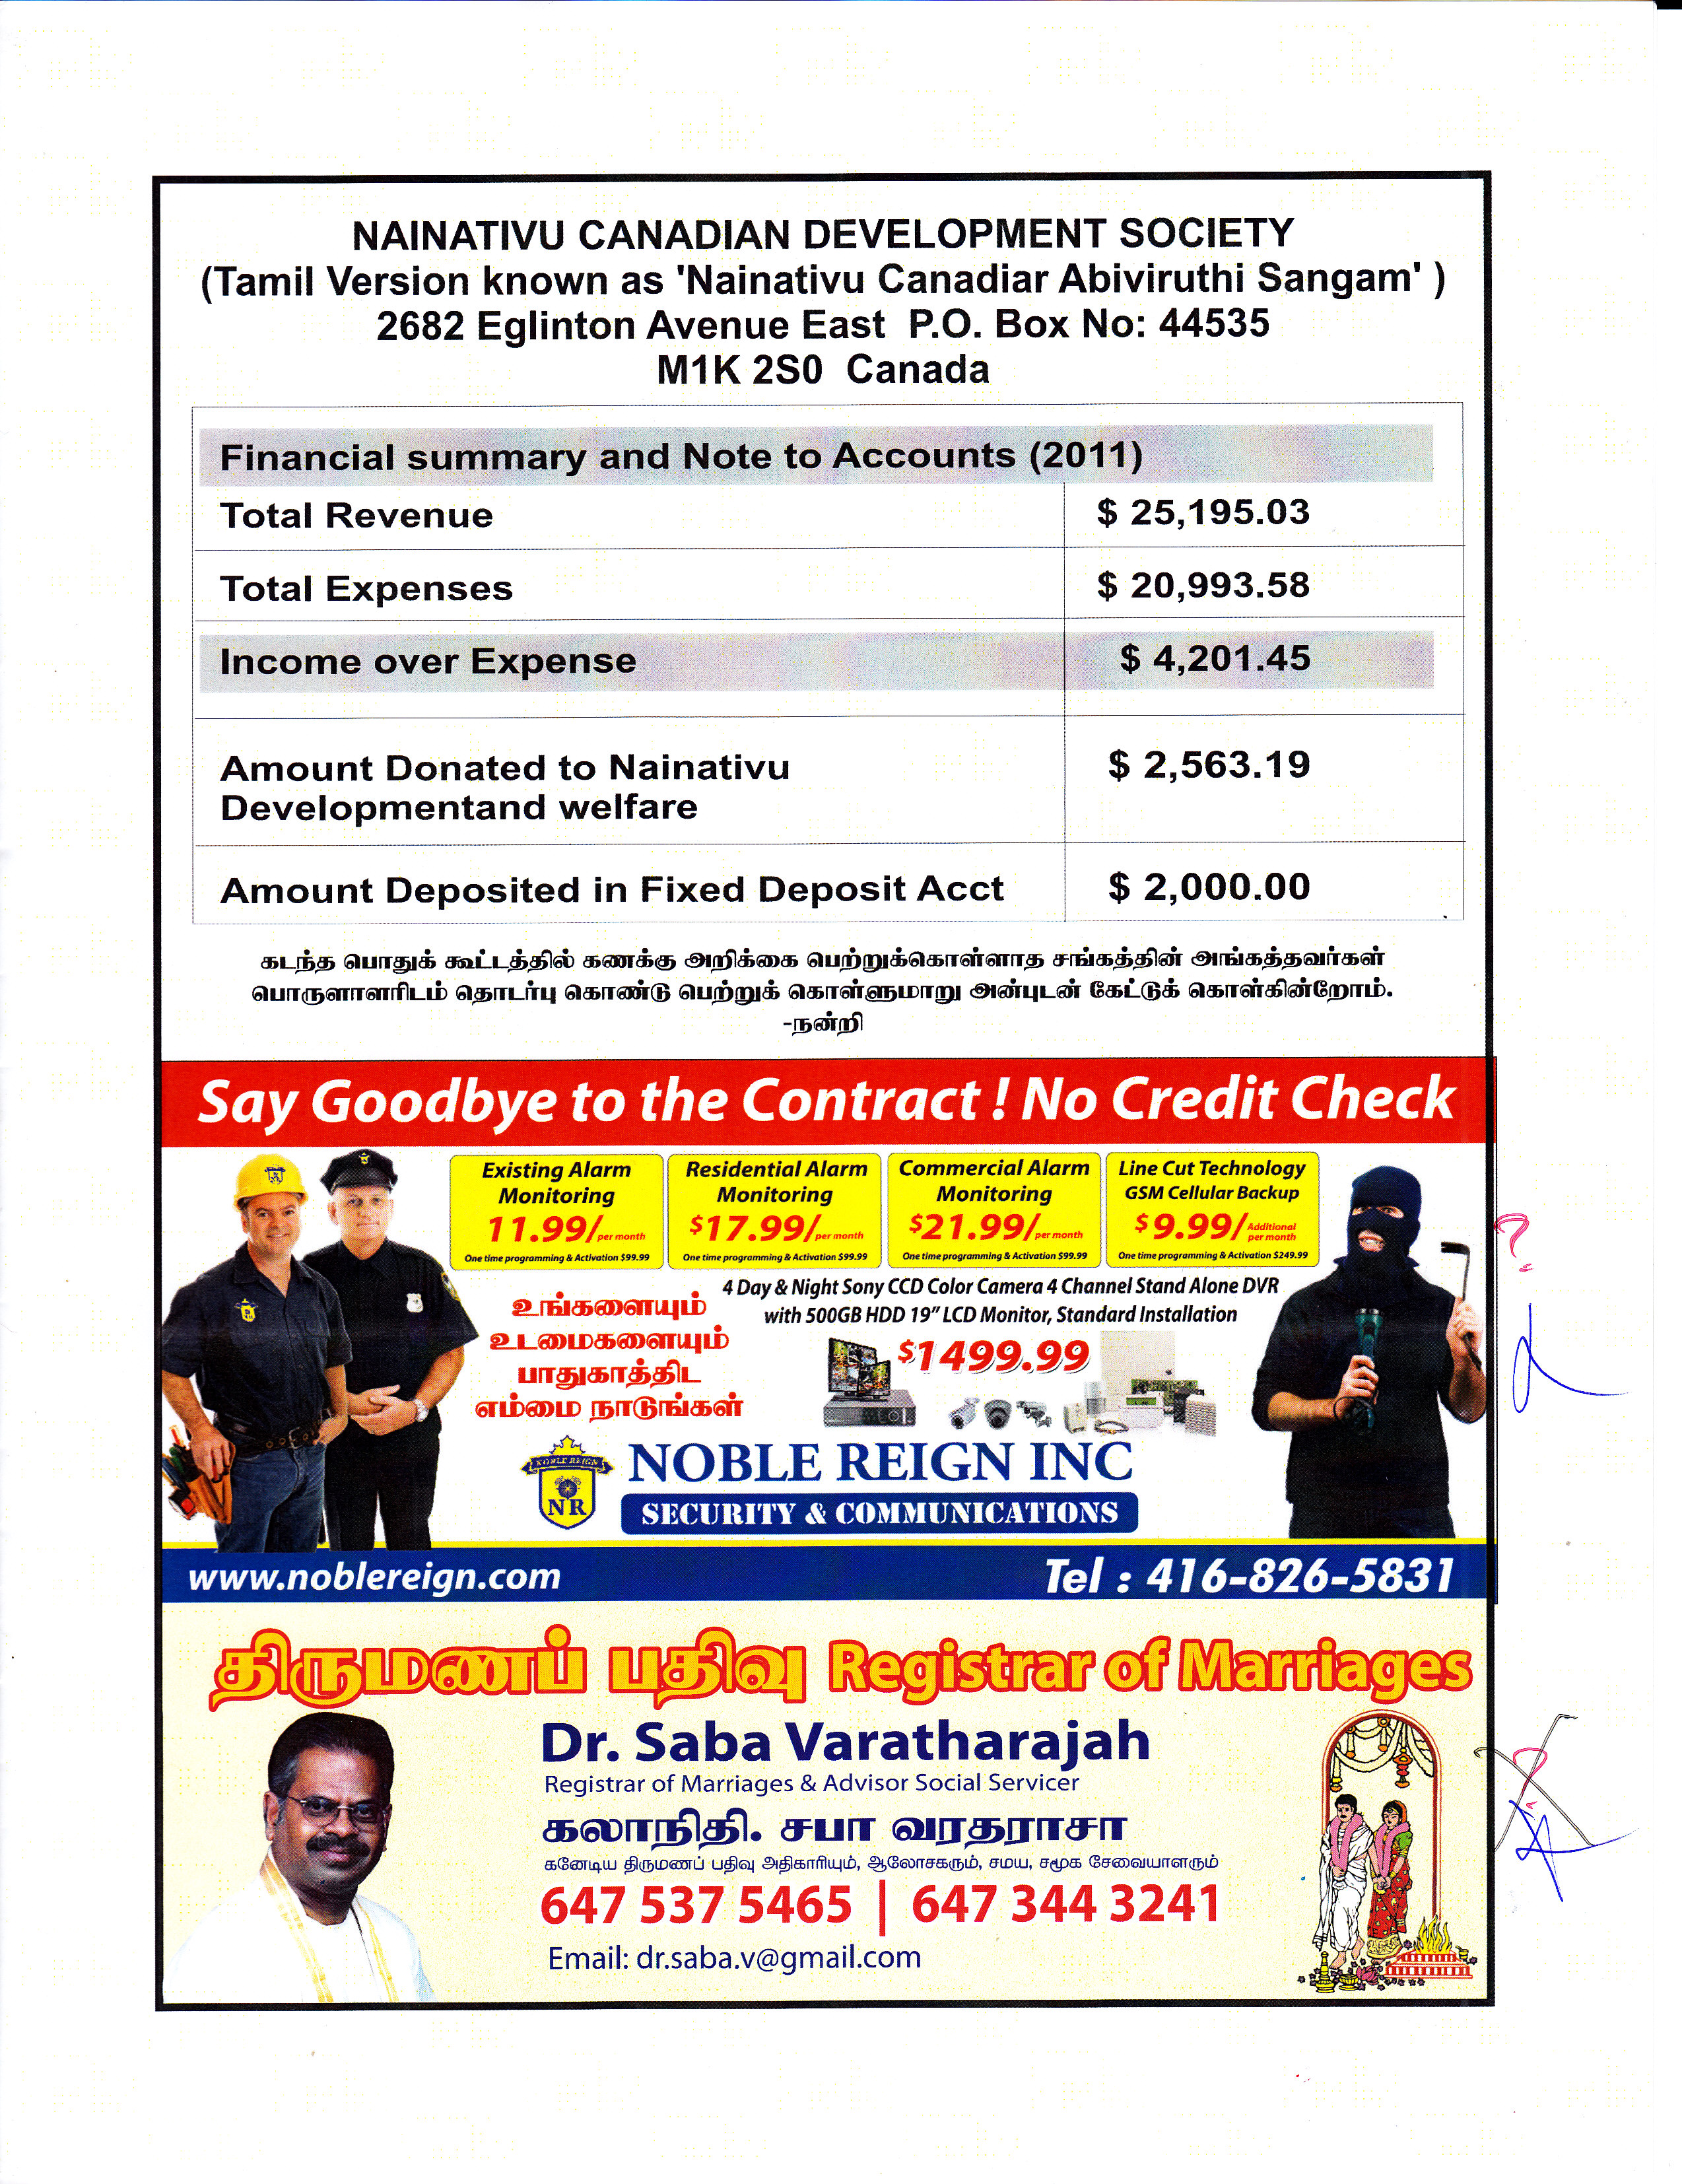 NAINATIVU CANADIAN DEVELOPMENT SOCIETY
(Tamil Version known as 'Nainativu Canadiar Abiviruthi Sangam' )
2682 Eglinton Avenue East P.O. Box No: 44535
M1K 2S0 Canada
Financial summary and Note to Accounts (2011)
Total Revenue $ 25,195.03
Total Expenses $ 20,993.58
Income over Expense $ 4,201.45
Amount Donated to Nainativu $ 2,563.19
Developmentand welfare
Amount Deposited in Fixed Deposit Acct $ 2,000.00
கடந்த பொதுக் கூட்டத்தில் கணக்கு அறிக்கை பெற்றுக்கொள்ளாத சங்கத்தின் அங்கத்தவர்கள்
பொருளாளரிடம் தொடர்பு கொண்டு பெற்றுக் கொள்ளுமாறு அன்புடன் கேட்டுக் கொள்கின்றோம்.
-நன்றி
Say Goodbye to the Contract ! No Credit Check
Existing Alarm
Monitoring
11.99/per month
One time programming & Activation $99.99
Residential Alarm
Monitoring
$17.99/per month
One time programming & Activation $99.99
Commercial Alarm
Monitoring
$21.99/per month
One time programming & Activation $99.99
Line Cut Technology
GSM Cellular Backup
$9.99/Additional per month
One time programming & Activation $249.99
4 Day & Night Sony CCD Color Camera 4 Channel Stand Alone DVR
with 500GB HDD 19” LCD Monitor, Standard Installation
$1499.99
உங்களையும்
உடமைகளையும்
பாதுகாத்திட
எம்மை நாடுங்கள்
NOBLE REIGN
NR
NOBLE REIGN INC
SECURITY & COMMUNICATIONS
www.noblereign.com Tel : 416-826-5831
திருமணப் பதிவு Registrar of Marriages
Dr. Saba Varatharajah
Registrar of Marriages & Advisor Social Servicer
கலாநிதி. சபா வரதராசா
கனேடிய திருமணப் பதிவு அதிகாரியும், ஆலோசகரும், சமய, சமூக சேவையாளரும்
647 537 5465 | 647 344 3241
Email: dr.saba.v@gmail.com